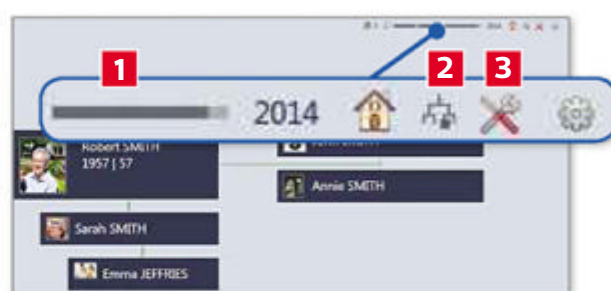 1
2
3
2014
Robert SMITH
1957 | 57
Annie SMITH
Sarah SMITH
Emma JEFFRIES